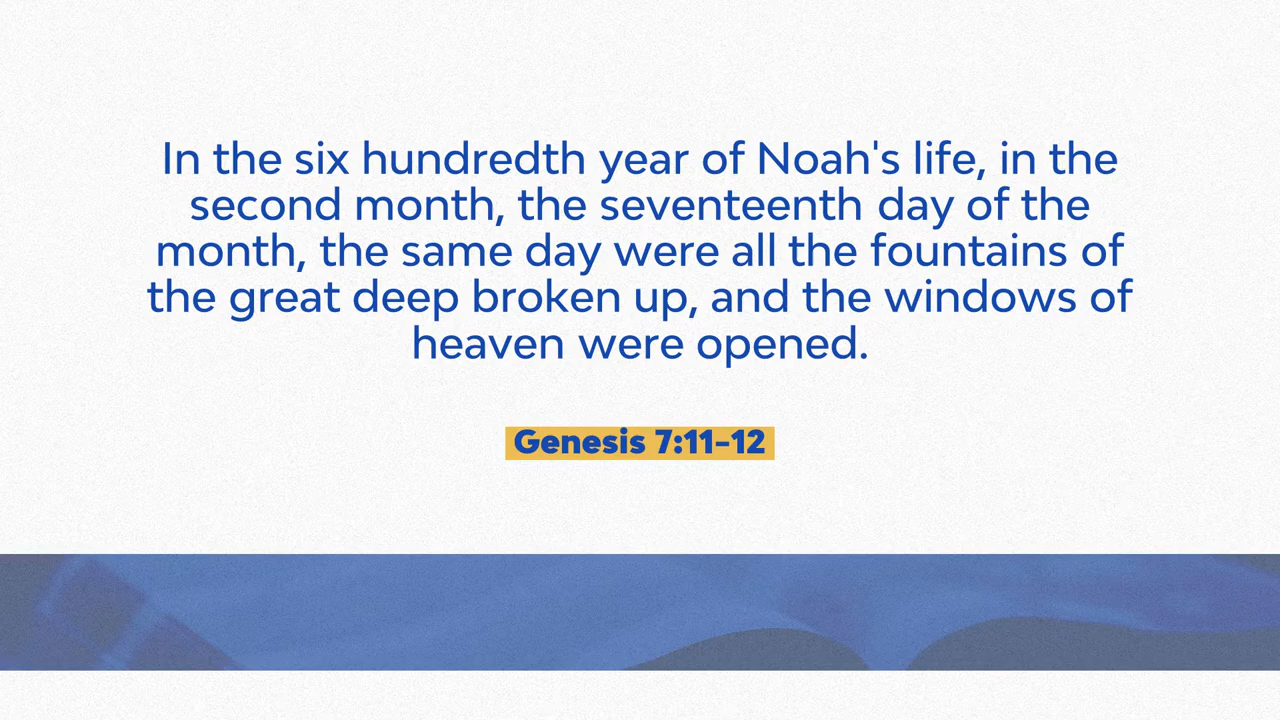 In the six hundredth year of Noah's life, in the
second month, the seventeenth day of the
month, the same day were all the fountains of
the great deep broken up, and the windows of
heaven were opened.
Genesis 7:11-12